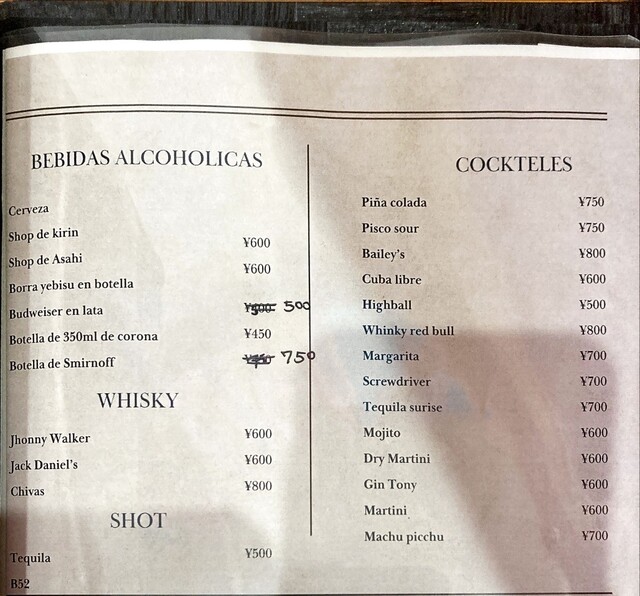 BEBIDAS ALCOHOLICAS
Cerveza
Shop de kirin ¥600
Shop de Asahi ¥600
Borra yebisu en botella
Budweiser en lata 500
Botella de 350ml de corona ¥450
Botella de Smirnoff 750
WHISKY
Jhonny Walker ¥600
Jack Daniel's ¥600
Chivas ¥800
SHOT
Tequila ¥500
B52
COCKTELES
Piña colada ¥750
Pisco sour ¥750
Bailey's ¥800
Cuba libre ¥600
Highball ¥500
Whinky red bull ¥800
Margarita ¥700
Screwdriver ¥700
Tequila surise ¥700
Mojito ¥600
Dry Martini ¥600
Gin Tony ¥600
Martini ¥600
Machu picchu ¥700